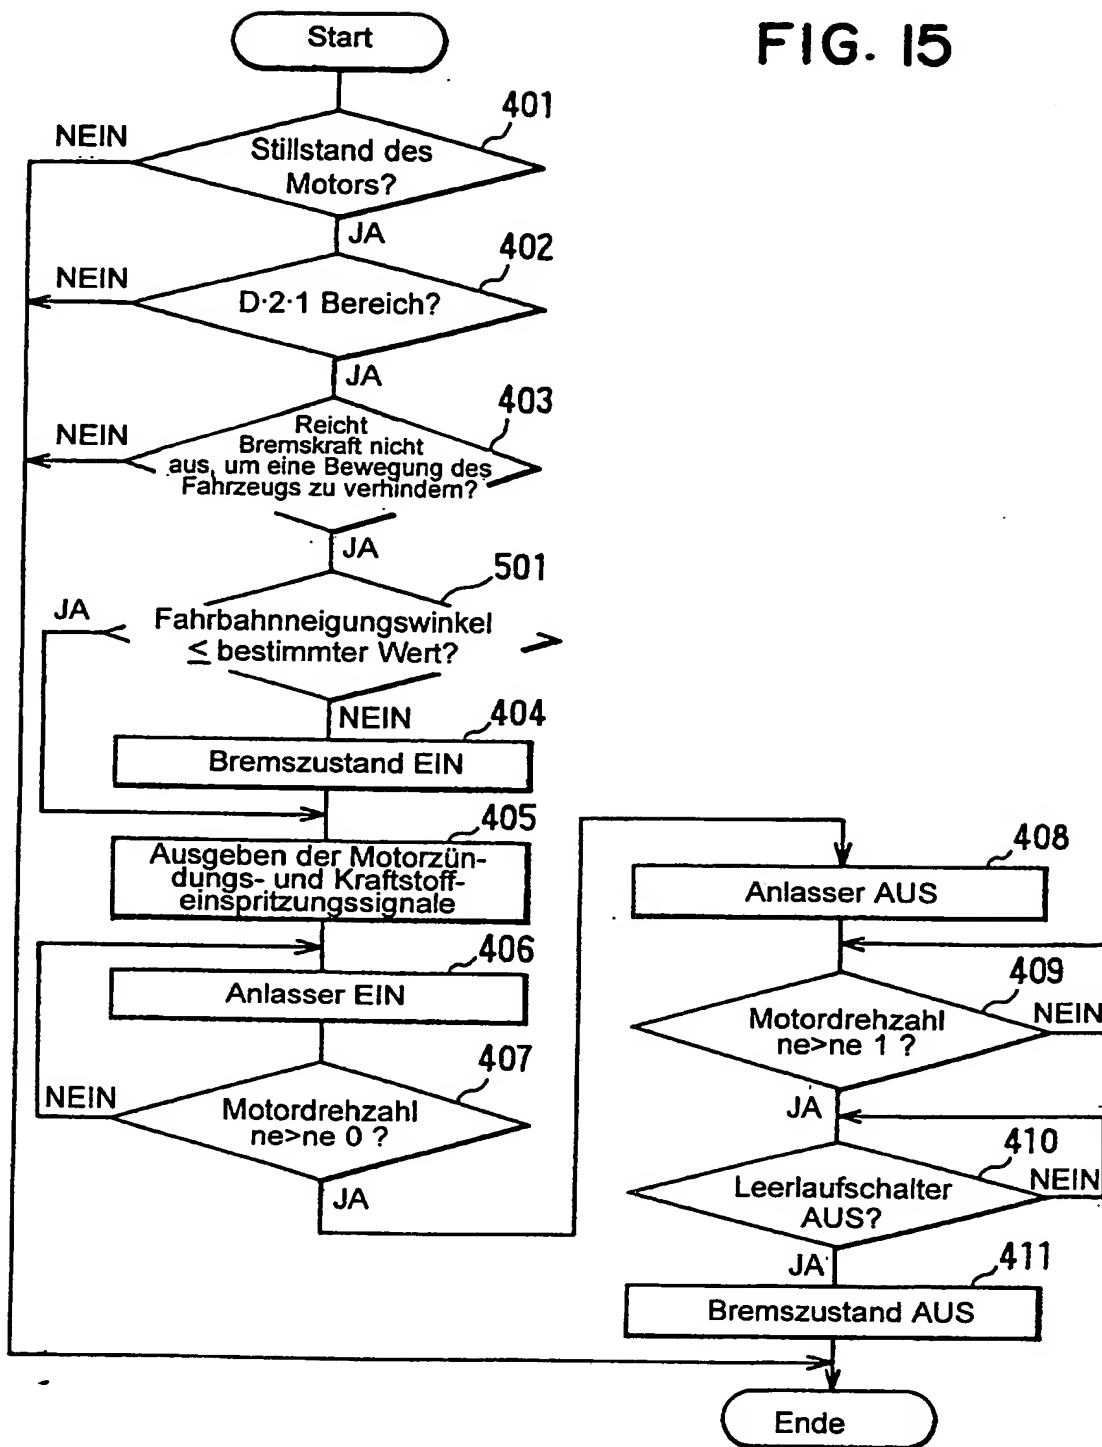 FIG. 15
Start
401
NEIN
Stillstand des
Motors?
JA
402
NEIN
D·2·1 Bereich?
JA
403
NEIN
Reicht
Bremskraft nicht
aus, um eine Bewegung des
Fahrzeugs zu verhindern?
JA
501
JA
Fahrbahnneigungswinkel
≤ bestimmter Wert?
NEIN
404
Bremszustand EIN
405
Ausgeben der Motorzün-
dungs- und Kraftstoff-
einspritzungssignale
406
Anlasser EIN
407
NEIN
Motordrehzahl
ne>ne 0 ?
JA
408
Anlasser AUS
409
Motordrehzahl
ne>ne 1 ?
NEIN
JA
410
Leerlaufschalter
AUS?
NEIN
JA
411
Bremszustand AUS
Ende